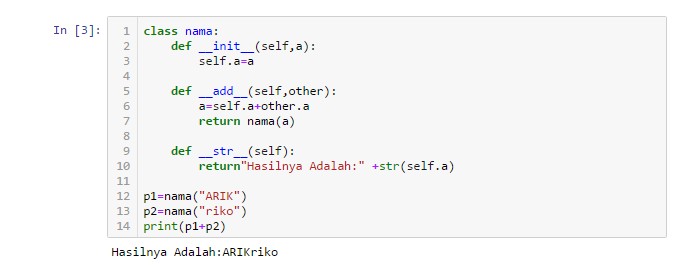 In [3]:
1 class nama:
2     def __init__(self,a):
3         self.a=a
4
5     def __add__(self,other):
6         a=self.a+other.a
7         return nama(a)
8
9     def __str__(self):
10         return"Hasilnya Adalah:" +str(self.a)
11
12 p1=nama("ARIK")
13 p2=nama("riko")
14 print(p1+p2)
Hasilnya Adalah:ARIKriko